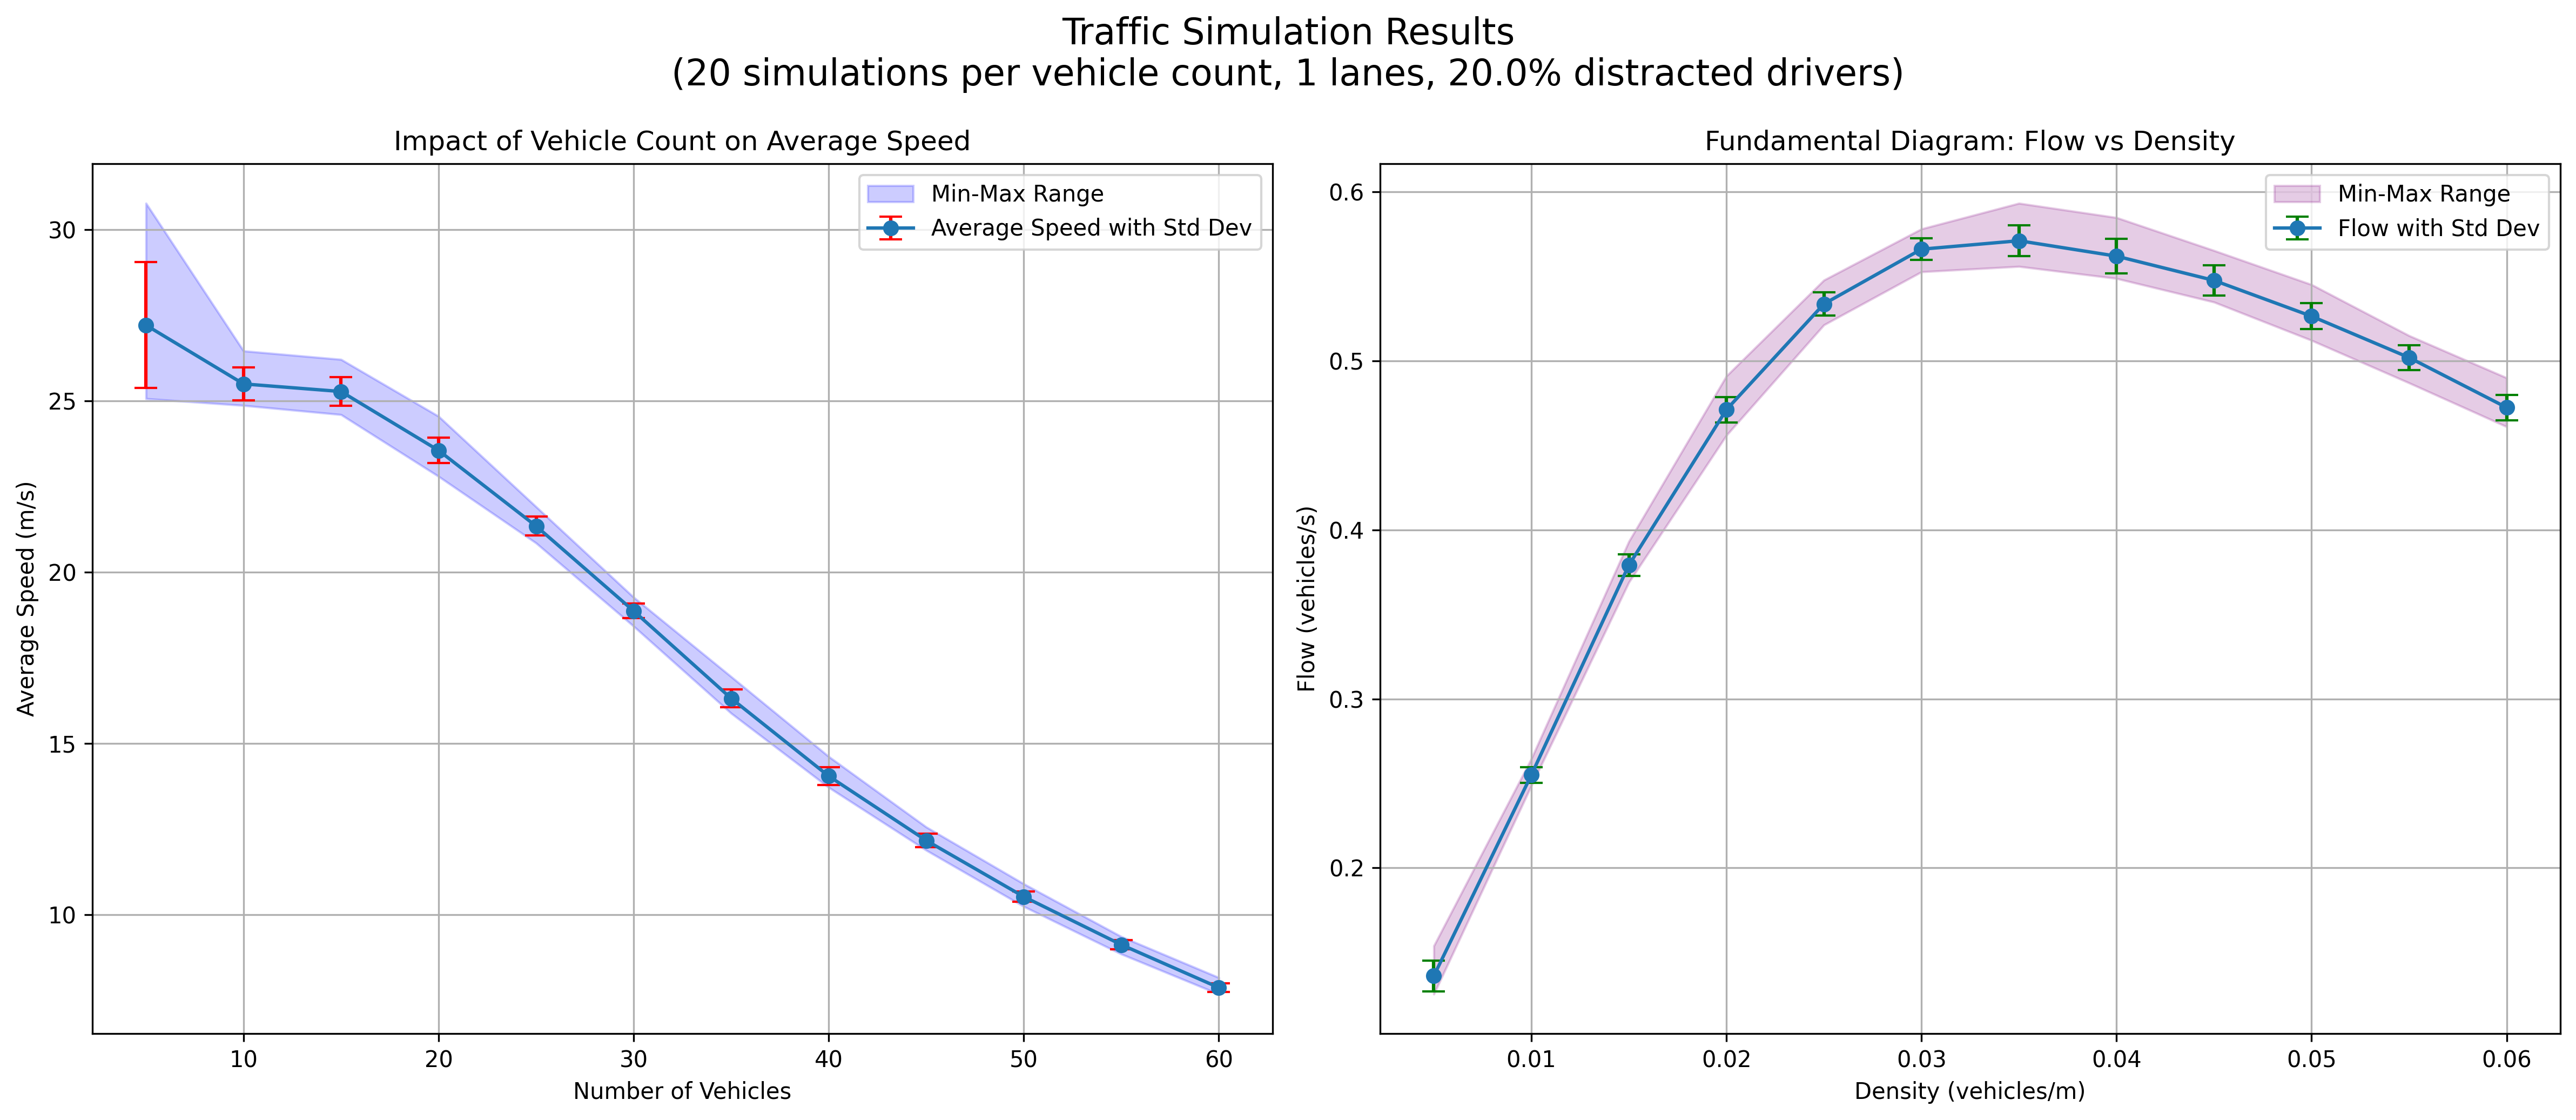 Traffic Simulation Results
(20 simulations per vehicle count, 1 lanes, 20.0% distracted drivers)
Impact of Vehicle Count on Average Speed
Min-Max Range
Average Speed with Std Dev
30
25
20
15
10
Average Speed (m/s)
10 20 30 40 50 60
Number of Vehicles
Fundamental Diagram: Flow vs Density
Min-Max Range
Flow with Std Dev
0.6
0.5
0.4
0.3
0.2
Flow (vehicles/s)
0.01 0.02 0.03 0.04 0.05 0.06
Density (vehicles/m)